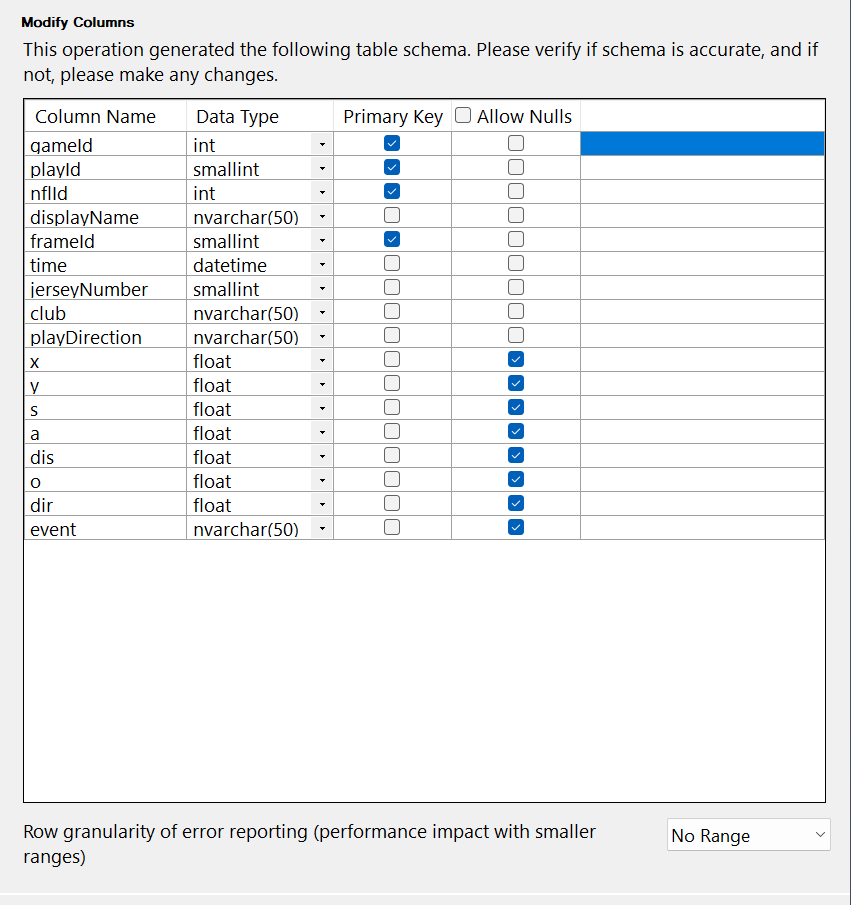 Modify Columns
This operation generated the following table schema. Please verify if schema is accurate, and if
not, please make any changes.
Column Name Data Type Primary Key Allow Nulls
gameId int
playId smallint
nflId int
displayName nvarchar(50)
frameId smallint
time datetime
jerseyNumber smallint
club nvarchar(50)
playDirection nvarchar(50)
x float
y float
s float
a float
dis float
o float
dir float
event nvarchar(50)
Row granularity of error reporting (performance impact with smaller
ranges)
No Range